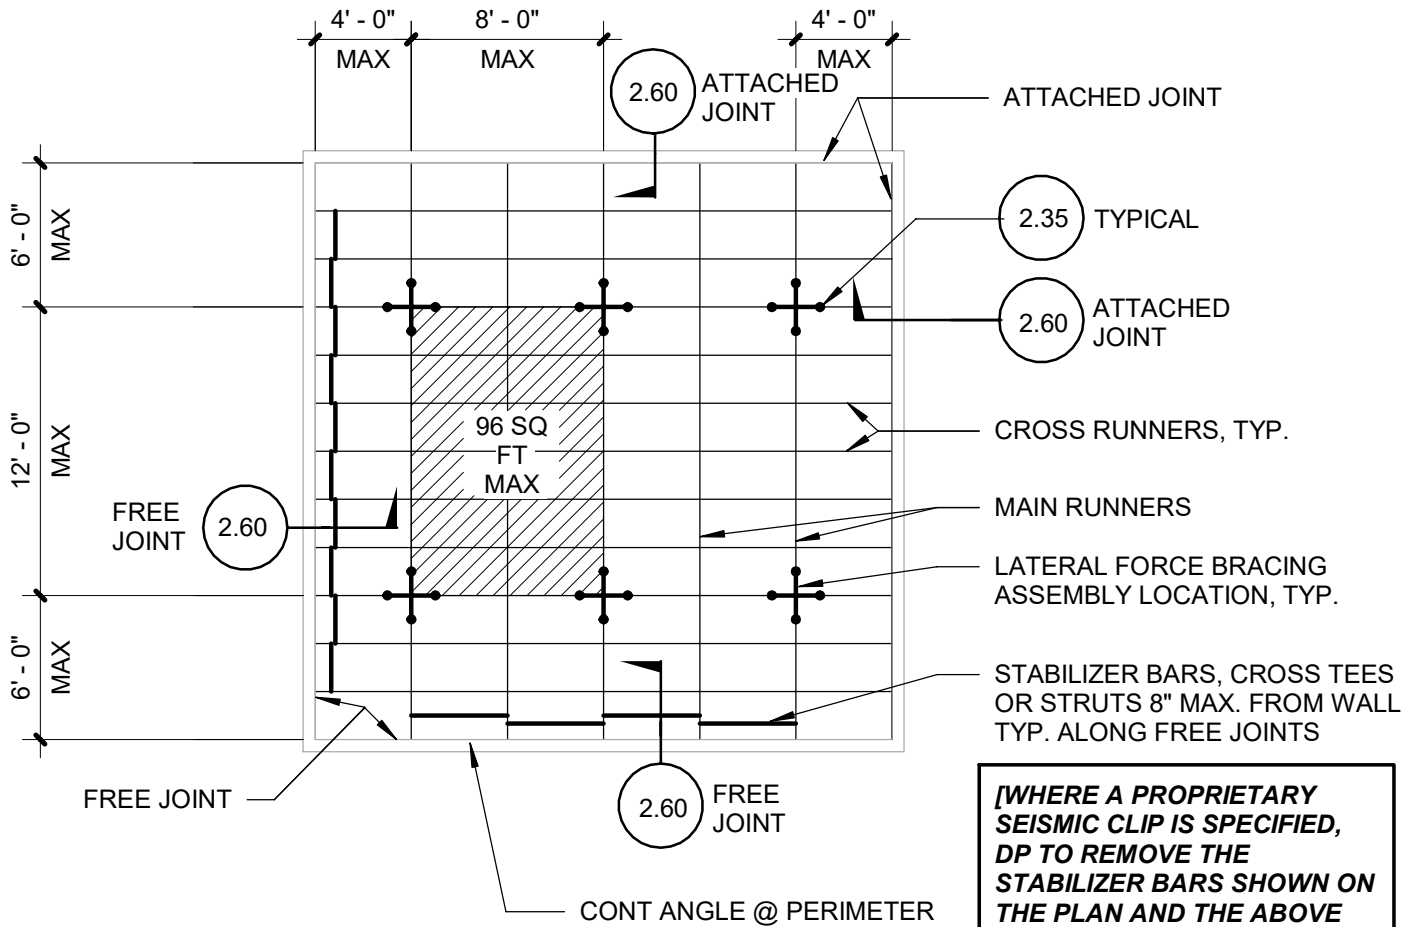 4' - 0"
8' - 0"
4' - 0"
MAX
MAX
MAX
2.60
ATTACHED
JOINT
ATTACHED JOINT
6' - 0"
MAX
2.35
TYPICAL
2.60
ATTACHED
JOINT
12' - 0"
MAX
96 SQ
FT
MAX
CROSS RUNNERS, TYP.
MAIN RUNNERS
FREE
JOINT
2.60
LATERAL FORCE BRACING
ASSEMBLY LOCATION, TYP.
6' - 0"
MAX
STABILIZER BARS, CROSS TEES
OR STRUTS 8" MAX. FROM WALL
TYP. ALONG FREE JOINTS
FREE JOINT
2.60
FREE
JOINT
[WHERE A PROPRIETARY
SEISMIC CLIP IS SPECIFIED,
DP TO REMOVE THE
STABILIZER BARS SHOWN ON
THE PLAN AND THE ABOVE
CONT ANGLE @ PERIMETER